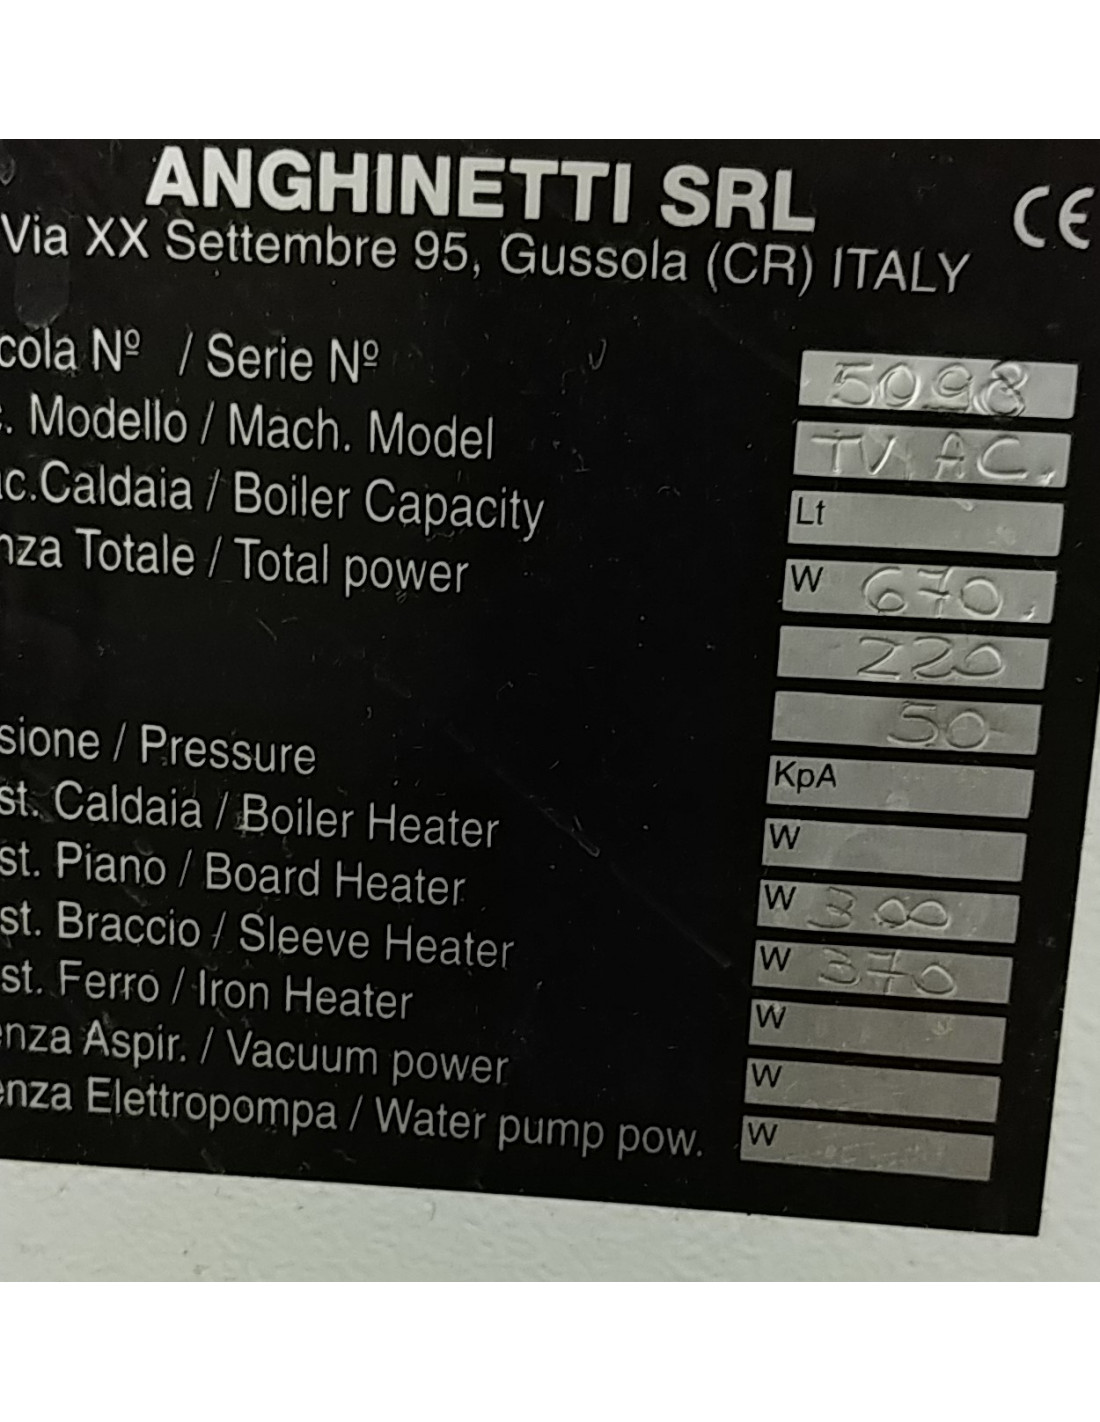 ANGHINETTI SRL CE
Via XX Settembre 95, Gussola (CR) ITALY
cola Nº / Serie Nº 5098
. Modello / Mach. Model TV AC.
c.Caldaia / Boiler Capacity Lt
nza Totale / Total power W 670
220
50
sione / Pressure KpA
st. Caldaia / Boiler Heater W
st. Piano / Board Heater W 300
st. Braccio / Sleeve Heater W 370
st. Ferro / Iron Heater W
enza Aspir. / Vacuum power W
enza Elettropompa / Water pump pow. W